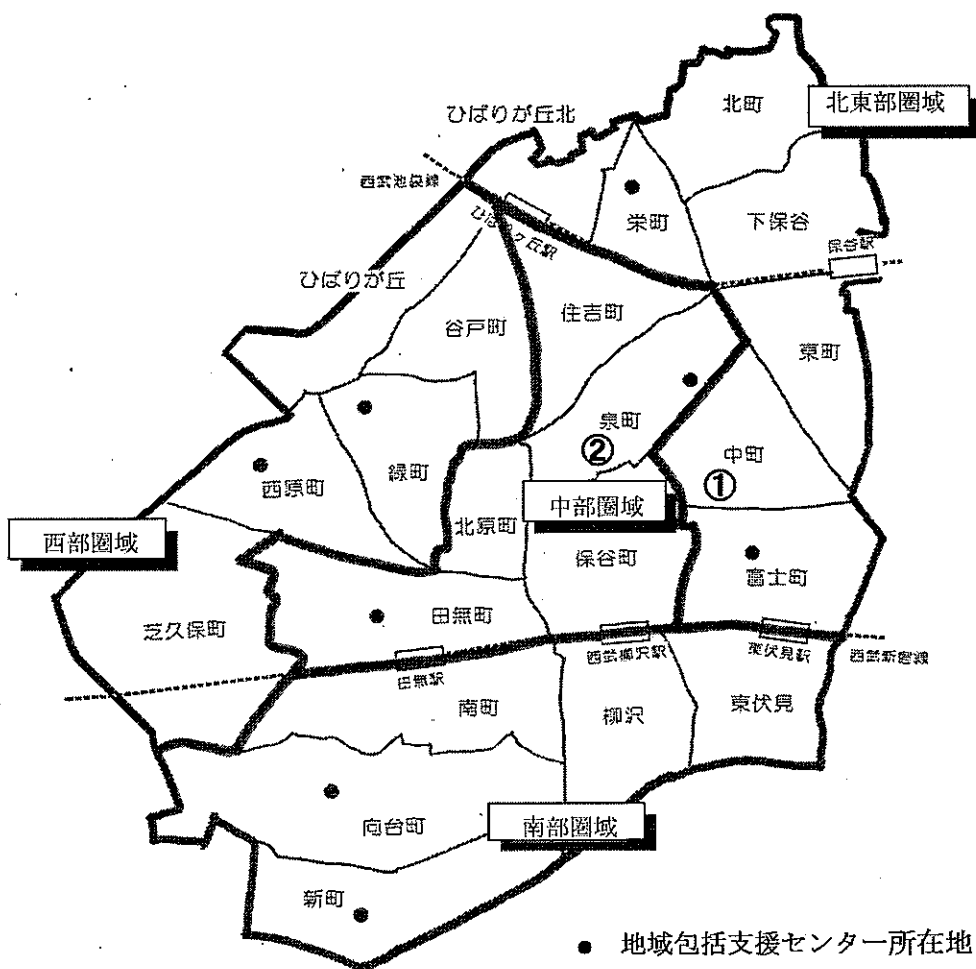 北町
北東部圏域
ひばりが丘北
西武池袋線
栄町
下保谷
保谷駅
ひばりが丘
住吉町
谷戸町
東町
泉町
②
中町
①
緑町
西原町
北原町
中部圏域
西部圏域
保谷町
富士町
芝久保町
田無町
西武柳沢駅
東伏見駅
西武新宿線
田無駅
南町
柳沢
東伏見
向台町
南部圏域
新町
● 地域包括支援センター所在地